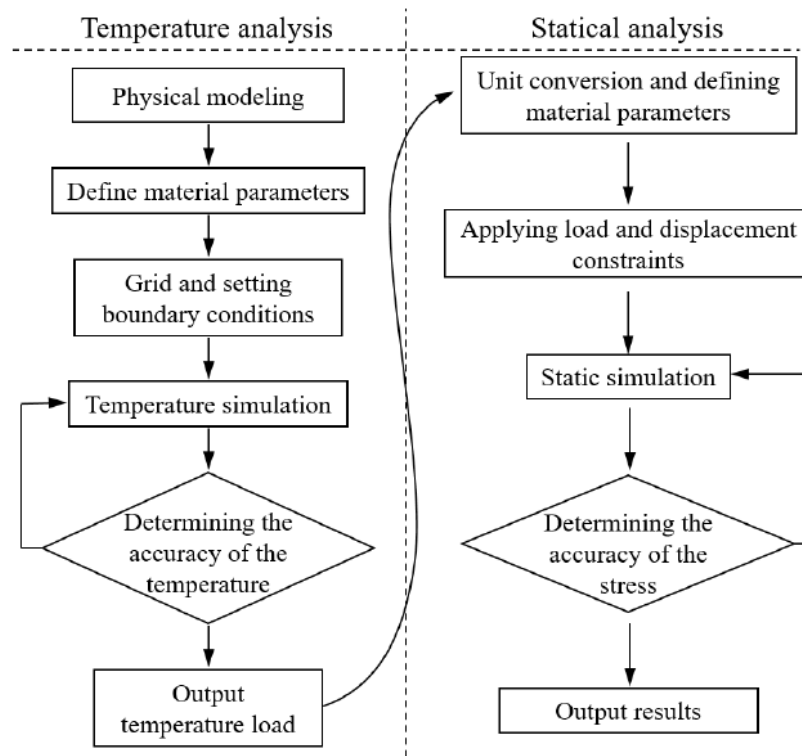 Temperature analysis
Physical modeling
Define material parameters
Grid and setting
boundary conditions
Temperature simulation
Determining the
accuracy of the
temperature
Output
temperature load
Statical analysis
Unit conversion and defining
material parameters
Applying load and displacement
constraints
Static simulation
Determining the
accuracy of the
stress
Output results